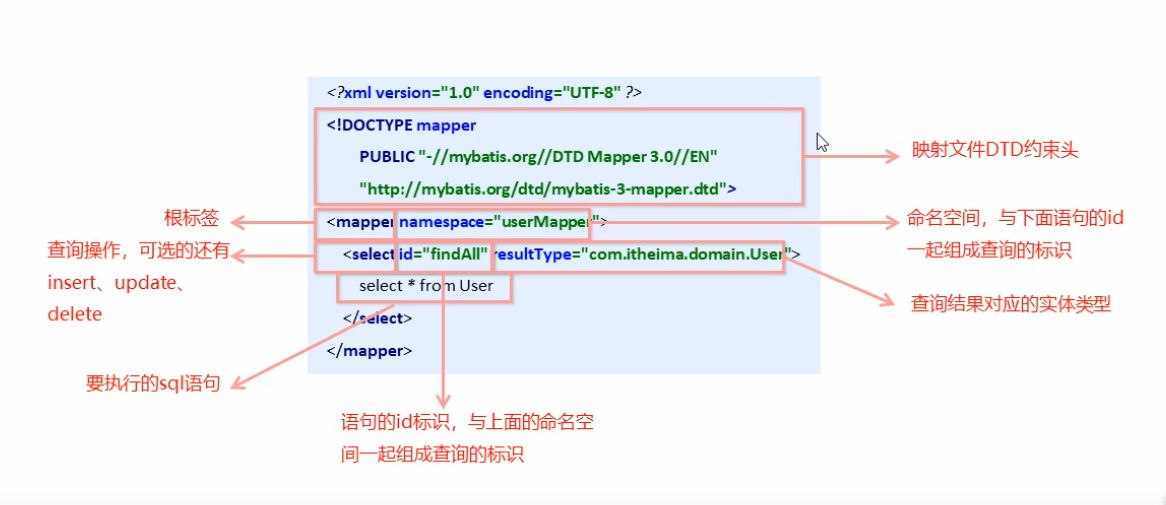 <?xml version="1.0" encoding="UTF-8" ?>
<!DOCTYPE mapper
PUBLIC "-//mybatis.org//DTD Mapper 3.0//EN"
"http://mybatis.org/dtd/mybatis-3-mapper.dtd">
<mapper namespace="userMapper">
<select id="findAll" resultType="com.itheima.domain.User">
select * from User
</select>
</mapper>
映射文件DTD约束头
根标签
命名空间，与下面语句的id
一起组成查询的标识
查询操作，可选的还有
insert、update、
delete
查询结果对应的实体类型
要执行的sql语句
语句的id标识，与上面的命名空
间一起组成查询的标识